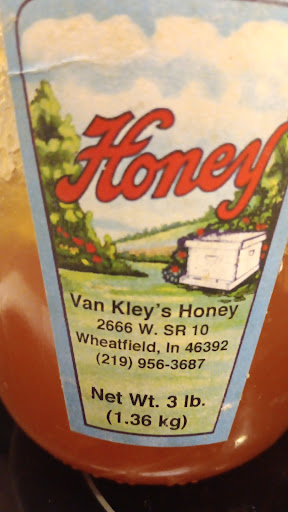 Honey
Van Kley's Honey
2666 W. SR 10
Wheatfield, In 46392
(219) 956-3687
Net Wt. 3 lb.
(1.36 kg)